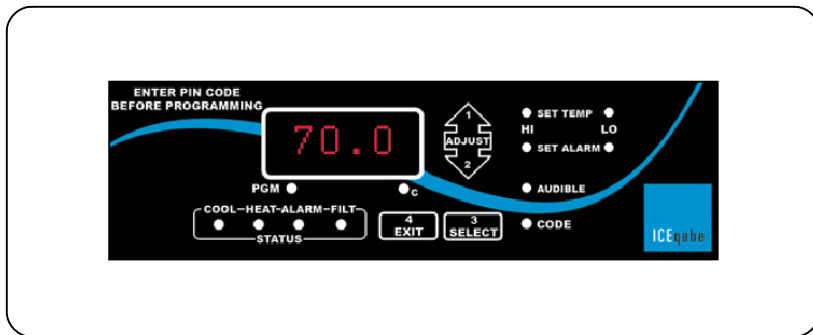 ENTER PIN CODE
BEFORE PROGRAMMING
70.0
1
ADJUST
2
SET TEMP
HI LO
SET ALARM
PGM
°C
AUDIBLE
COOL-HEAT-ALARM-FILT
STATUS
4
EXIT
3
SELECT
CODE
ICEqube